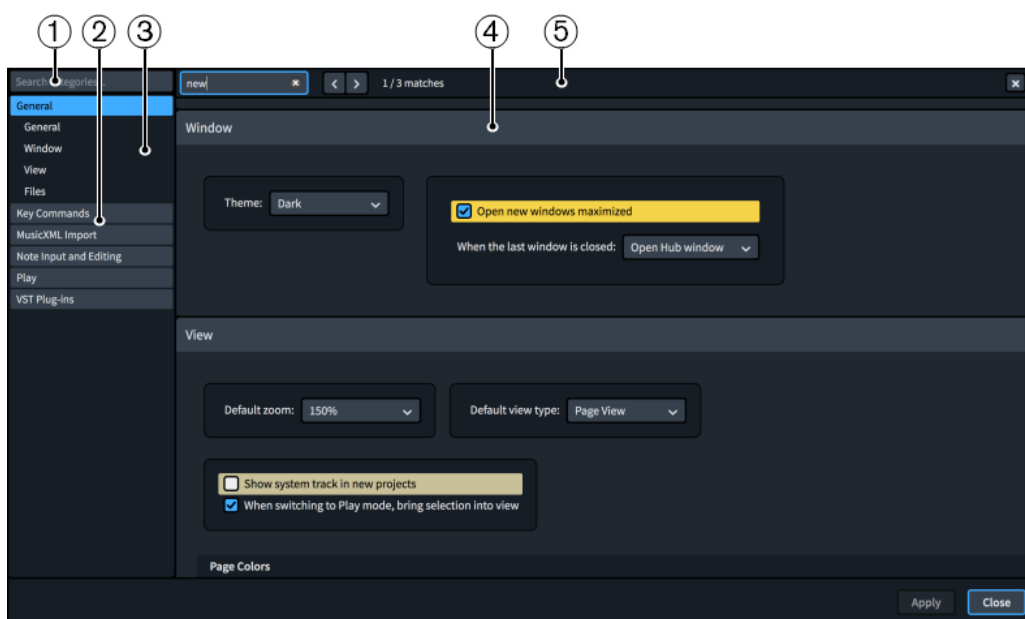 1 2 3 4 5
Search categories...
new
1 / 3 matches
General
General
Window
View
Files
Key Commands
MusicXML Import
Note Input and Editing
Play
VST Plug-ins
Window
Theme: Dark
Open new windows maximized
When the last window is closed: Open Hub window
View
Default zoom: 150%
Default view type: Page View
Show system track in new projects
When switching to Play mode, bring selection into view
Page Colors
Apply Close